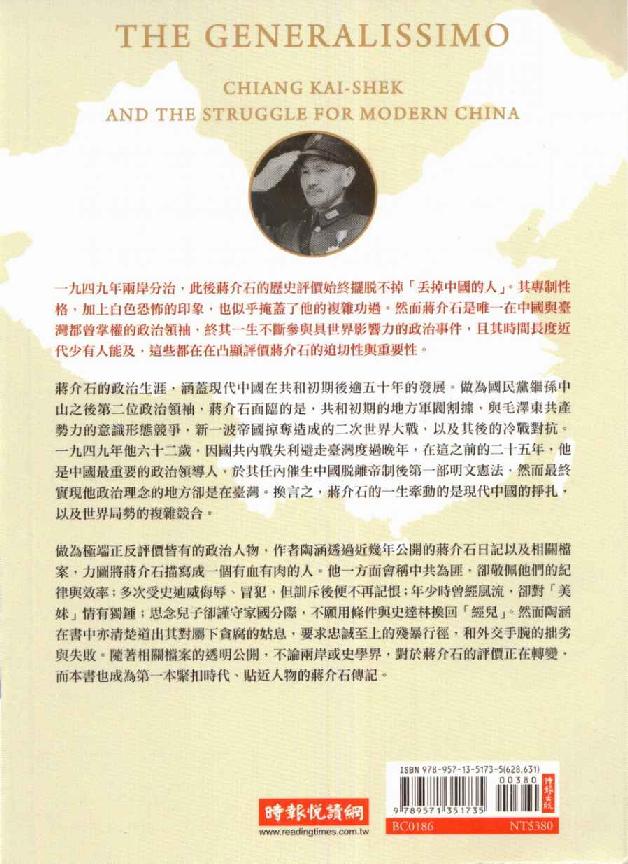 THE GENERALISSIMO
CHIANG KAI-SHEK
AND THE STRUGGLE FOR MODERN CHINA
一九四九年兩岸分治，此後蔣介石的歷史評價始終擺脫不掉「丟掉中國的人」。其專制性
格，加上白色恐怖的印象，也似乎掩蓋了他的複雜功過。然而蔣介石是唯一在中國與臺
灣都曾掌權的政治領袖，終其一生不斷參與具世界影響力的政治事件，且其時間長度近
代少有人能及，這些都在在凸顯評價蔣介石的迫切性與重要性。
蔣介石的政治生涯，涵蓋現代中國在共和初期後逾五十年的發展。做為國民黨繼孫中
山之後第二位政治領袖，蔣介石面臨的是，共和初期的地方軍閥割據，與毛澤東共產
勢力的意識形態競爭，新一波帝國掠奪造成的二次世界大戰，以及其後的冷戰對抗。
一九四九年他六十二歲，因國共內戰失利避走臺灣度過晚年，在這之前的二十五年，他
是中國最重要的政治領導人，於其任內催生中國脫離帝制後第一部明文憲法，然而最終
實現他政治理念的地方卻是在臺灣。換言之，蔣介石的一生牽動的是現代中國的掙扎，
以及世界局勢的複雜競合。
做為極端正反評價皆有的政治人物，作者陶涵透過近幾年公開的蔣介石日記以及相關檔
案，力圖將蔣介石描寫成一個有血有肉的人。他一方面會稱中共為匪，卻敬佩他們的紀
律與效率；多次受史迪威侮辱、冒犯，但訓斥後便不再記恨；年少時曾經風流，卻對「美
妹」情有獨鍾；思念兒子卻謹守家國分際，不願用條件與史達林換回「經兒」。然而陶涵
在書中亦清楚道出其對屬下貪腐的姑息，要求忠誠至上的殘暴行徑，和外交手腕的拙劣
與失敗。隨著相關檔案的透明公開，不論兩岸或史學界，對於蔣介石的評價正在轉變，
而本書也成為第一本緊扣時代、貼近人物的蔣介石傳記。
ISBN 978-957-13-5173-5(628.631)
00380
9789571351735
時報出版
BC0186 NT$380
時報悅讀網
www.readingtimes.com.tw